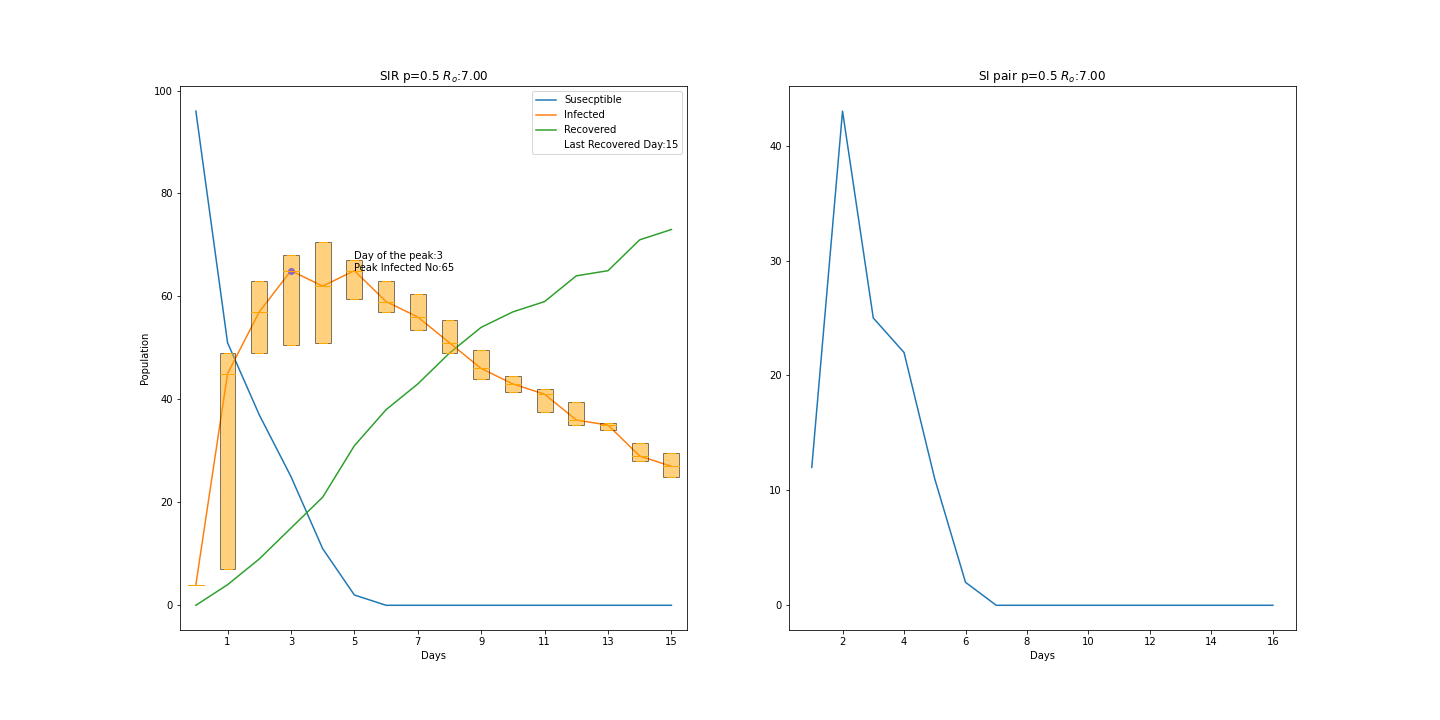 SIR p=0.5 Rₒ:7.00
Susecptible
Infected
Recovered
Last Recovered Day:15
Day of the peak:3
Peak Infected No:65
100
80
60
40
20
0
Population
1 3 5 7 9 11 13 15
Days
SI pair p=0.5 Rₒ:7.00
40
30
20
10
0
2 4 6 8 10 12 14 16
Days